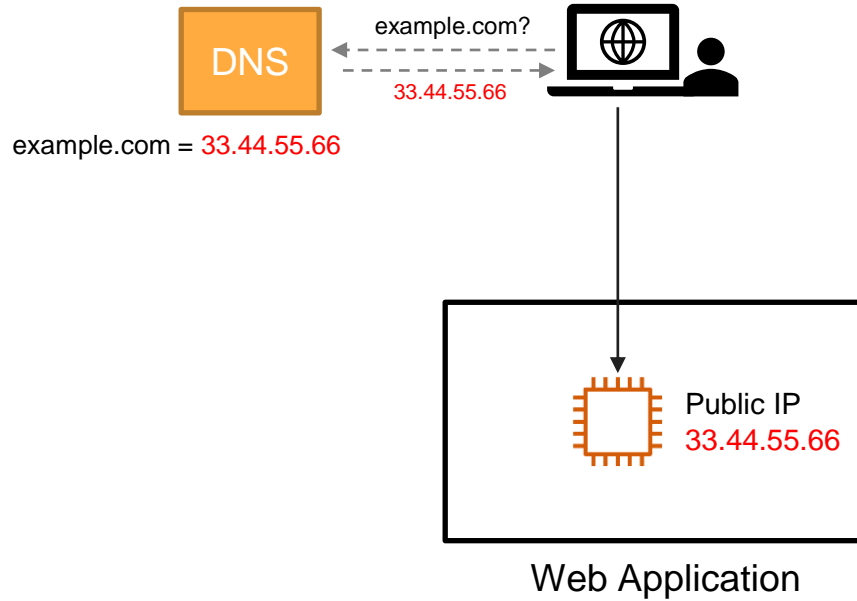 example.com?
DNS
33.44.55.66
example.com = 33.44.55.66
Public IP
33.44.55.66
Web Application